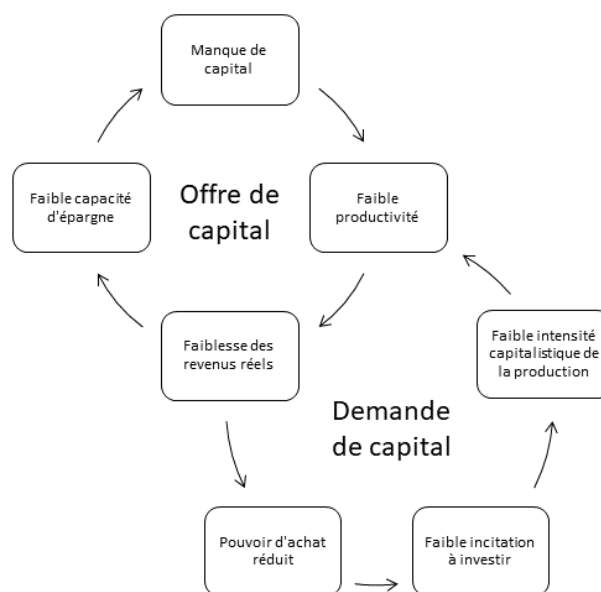 Manque de
capital
Faible capacité
d'épargne
Offre de
capital
Faible
productivité
Faiblesse des
revenus réels
Faible intensité
capitalistique de
la production
Demande
de capital
Pouvoir d'achat
réduit
Faible incitation
à investir